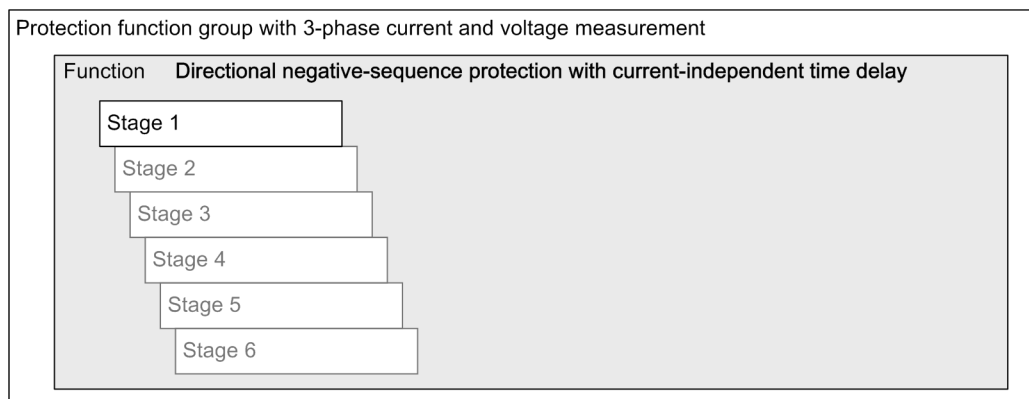 Protection function group with 3-phase current and voltage measurement
Function Directional negative-sequence protection with current-independent time delay
Stage 1
Stage 2
Stage 3
Stage 4
Stage 5
Stage 6